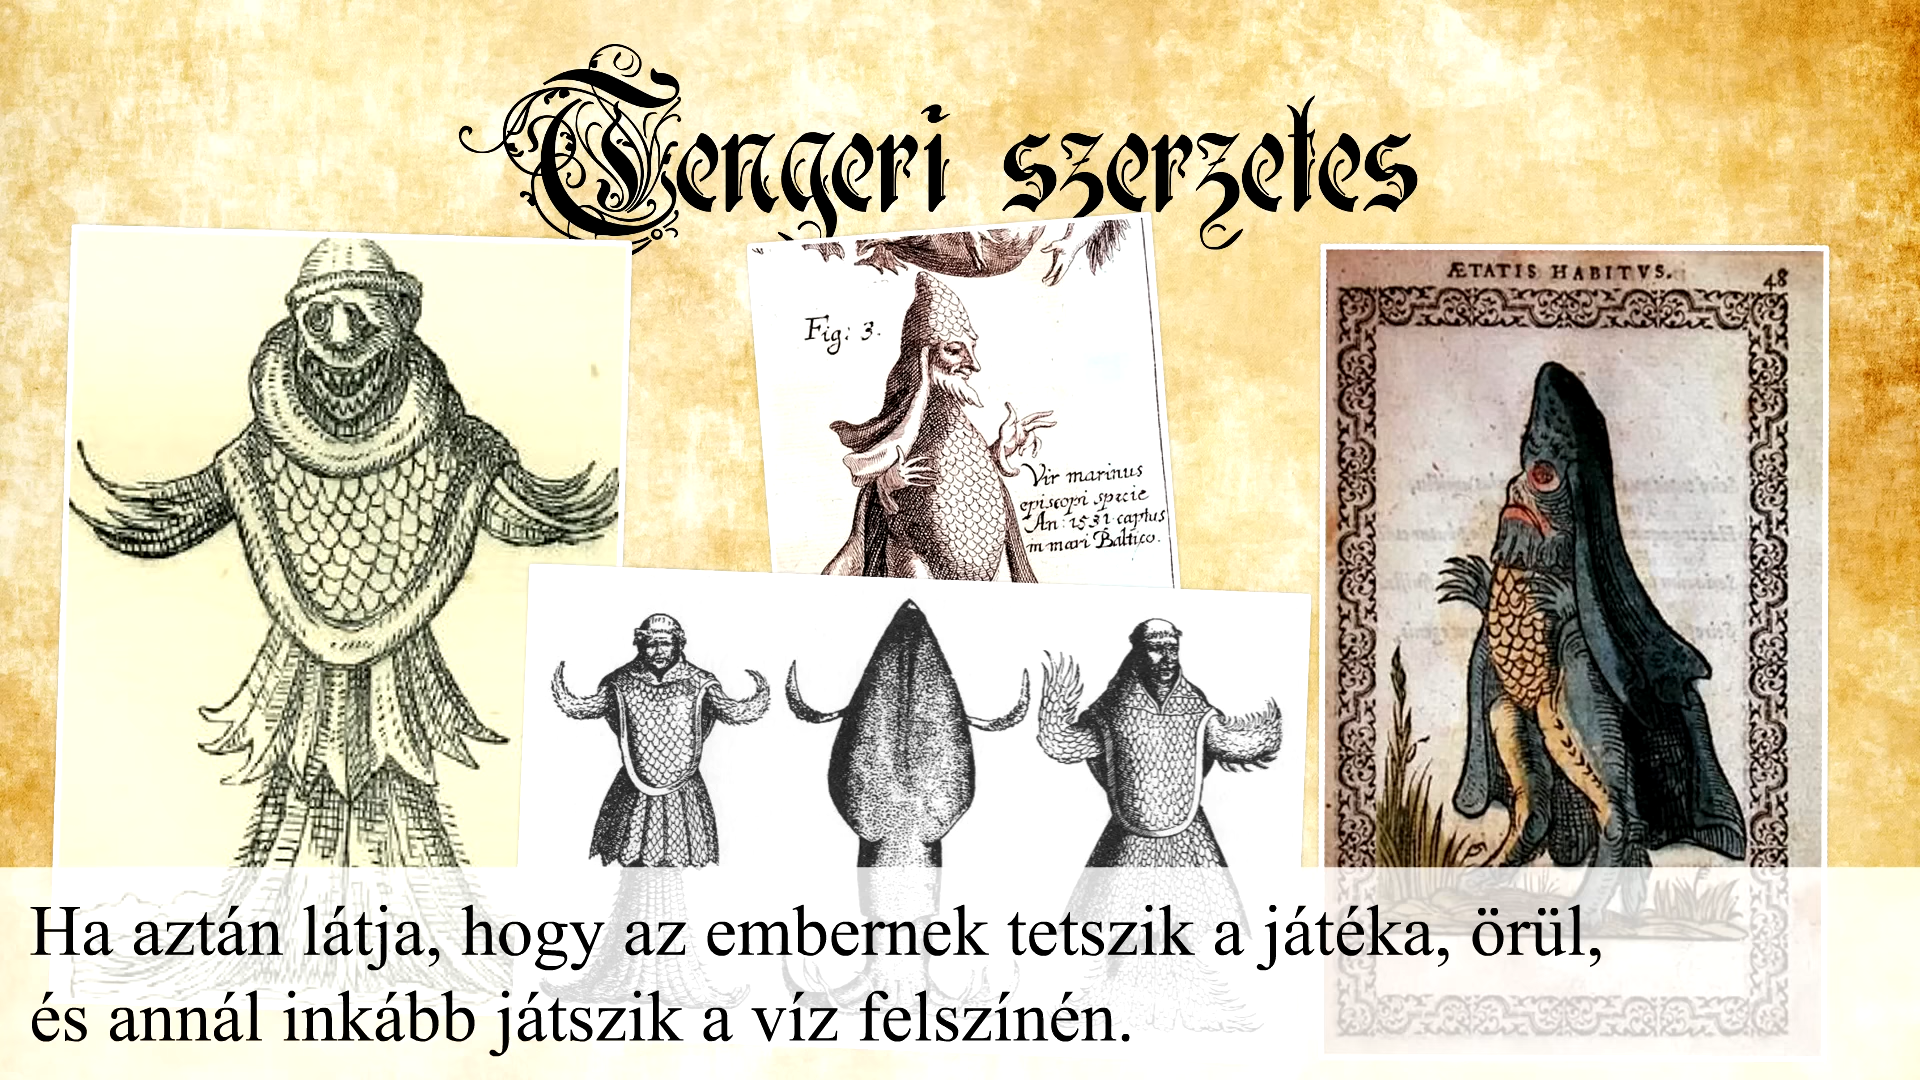 Tengeri szerzetes
Fig: 3.
Vir marinus
episcopi specie
An: 1531 captus
in mari Baltico.
ÆTATIS HABITVS.
48
Ha aztán látja, hogy az embernek tetszik a játéka, örül,
és annál inkább játszik a víz felszínén.